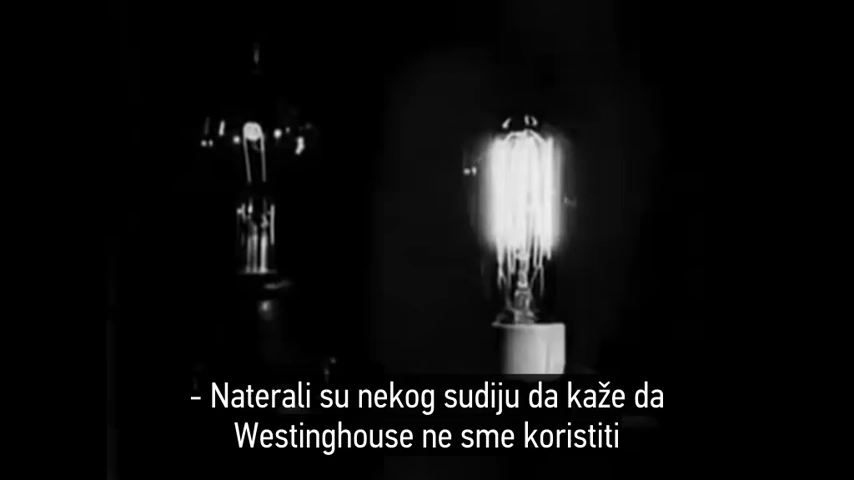 - Naterali su nekog sudiju da kaže da
Westinghouse ne sme koristiti